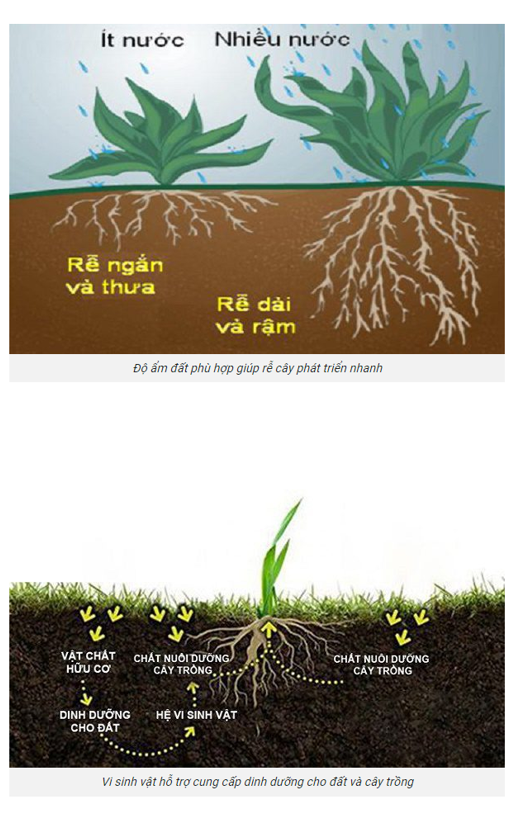 Ít nước Nhiều nước
Rễ ngắn
và thưa
Rễ dài
và rậm
Độ ẩm đất phù hợp giúp rễ cây phát triển nhanh
VẬT CHẤT
HỮU CƠ
CHẤT NUÔI DƯỠNG
CÂY TRỒNG
CHẤT NUÔI DƯỠNG
CÂY TRỒNG
DINH DƯỠNG
CHO ĐẤT
HỆ VI SINH VẬT
Vi sinh vật hỗ trợ cung cấp dinh dưỡng cho đất và cây trồng